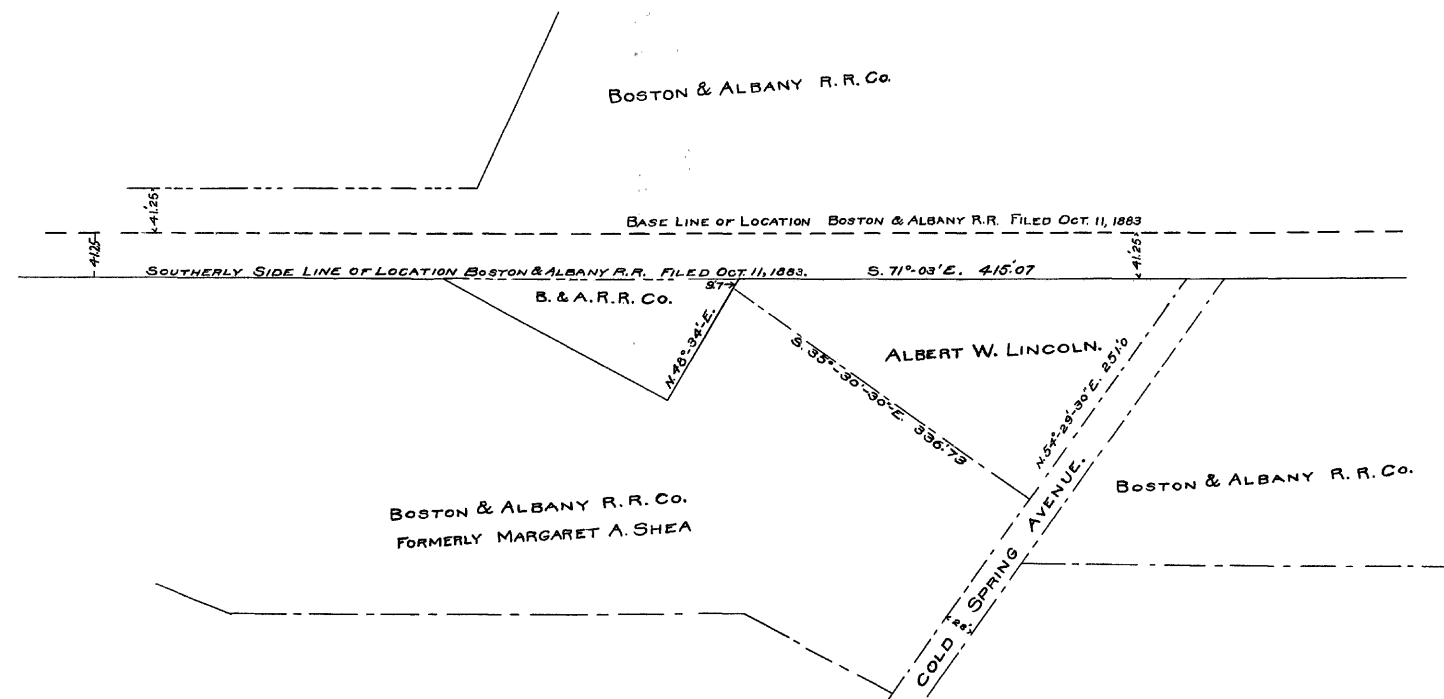 BOSTON & ALBANY R.R. Co.
41.'25
BASE LINE OF LOCATION BOSTON & ALBANY R.R. FILED OCT. 11, 1883
41.25
41.'25
SOUTHERLY SIDE LINE OF LOCATION BOSTON & ALBANY R.R. FILED OCT. 11, 1883. S. 71°-03'E. 415.'07
B. & A. R.R. Co.
9.'7
N. 48°-34'-E.
S. 35°-30'-30"-E. 336.'73
ALBERT W. LINCOLN.
N. 54°-29'-30"E. 251.'0
BOSTON & ALBANY R.R. Co.
FORMERLY MARGARET A. SHEA
BOSTON & ALBANY R.R. Co.
COLD SPRING AVENUE.